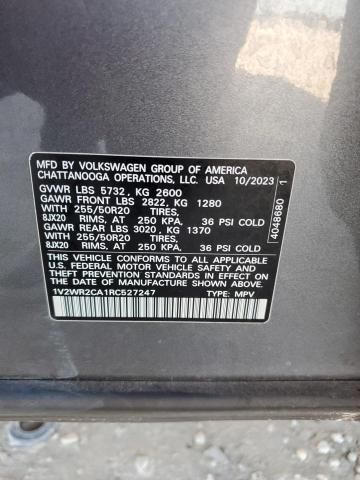 MFD BY VOLKSWAGEN GROUP OF AMERICA
CHATTANOOGA OPERATIONS, LLC. USA 10/2023
GVWR LBS 5732, KG 2600
GAWR FRONT LBS 2822, KG 1280
WITH 255/50R20 TIRES,
8JX20 RIMS, AT 250 KPA, 36 PSI COLD
GAWR REAR LBS 3020, KG 1370
WITH 255/50R20 TIRES,
8JX20 RIMS, AT 250 KPA, 36 PSI COLD
THIS VEHICLE CONFORMS TO ALL APPLICABLE
U.S. FEDERAL MOTOR VEHICLE SAFETY AND
THEFT PREVENTION STANDARDS IN EFFECT ON
THE DATE OF MANUFACTURE SHOWN ABOVE.
1V2WR2CA1RC527247 TYPE: MPV
4048680 1